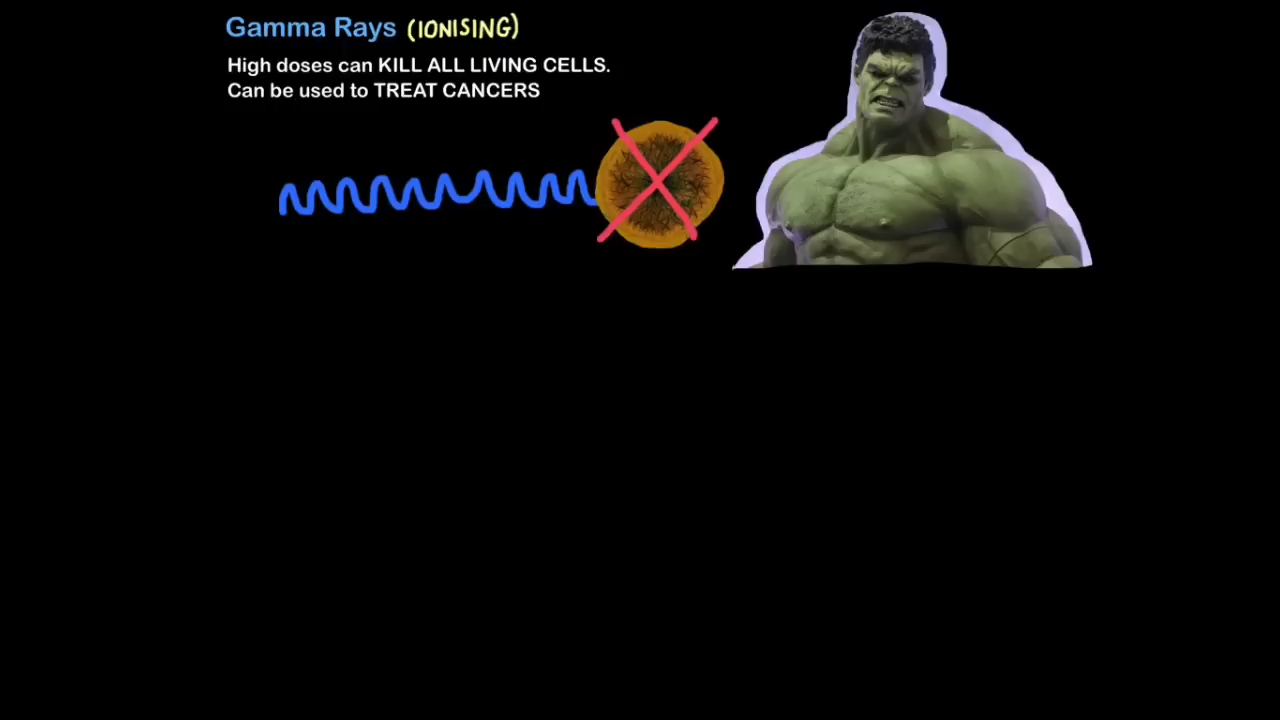 Gamma Rays (IONISING)
High doses can KILL ALL LIVING CELLS.
Can be used to TREAT CANCERS